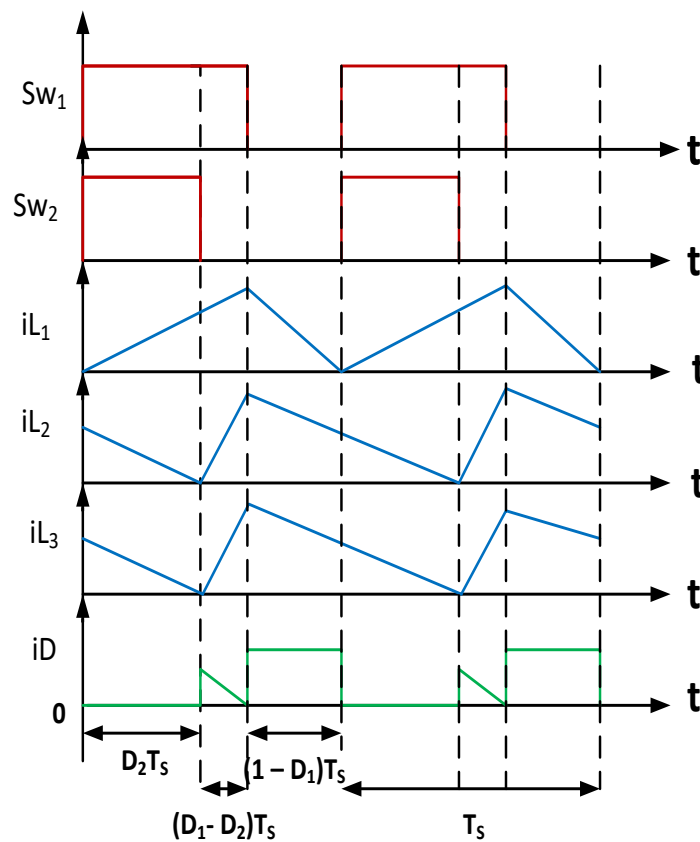 Sw₁
t
Sw₂
t
iL₁
t
iL₂
t
iL₃
t
iD
t
0
D₂Tₛ
(1 – D₁)Tₛ
(D₁- D₂)Tₛ
Tₛ